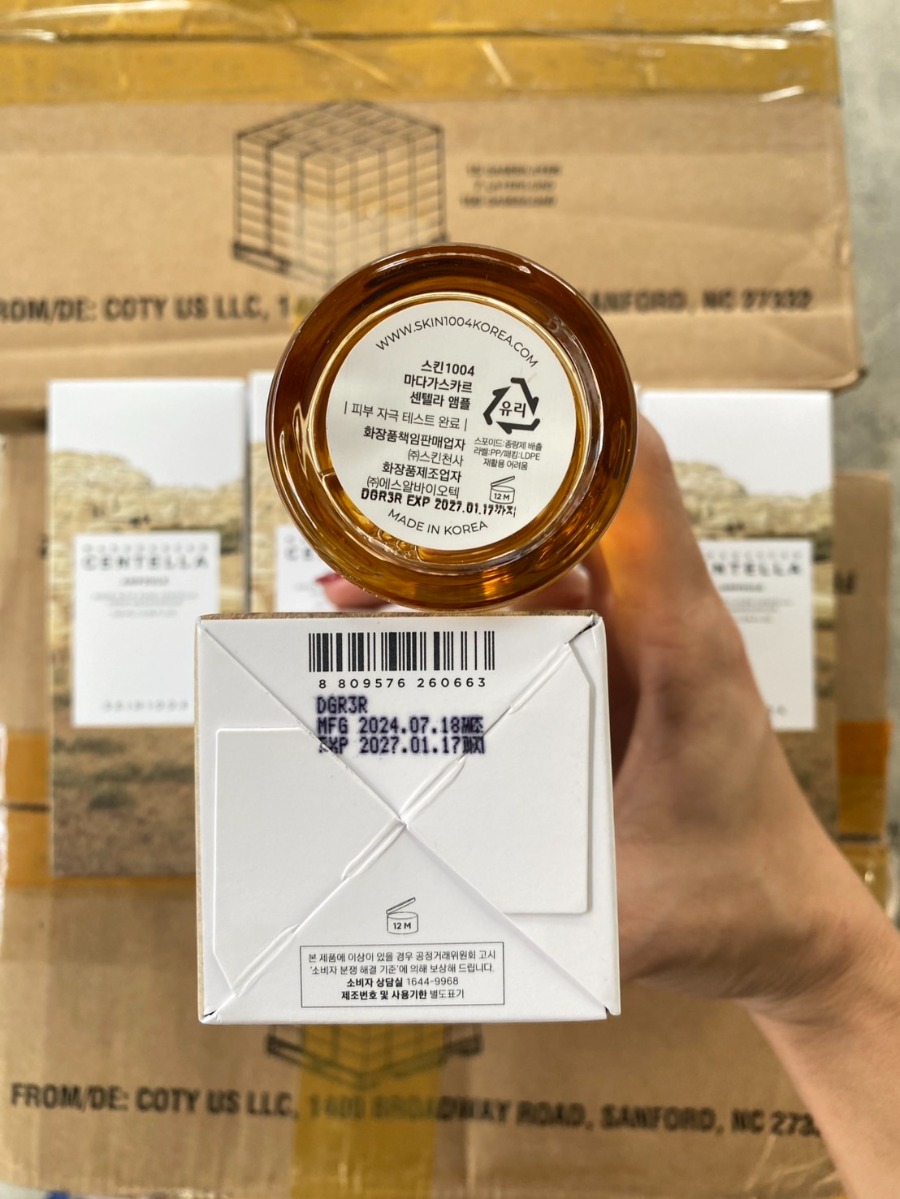 FROM/DE: COTY US LLC, 14
SANFORD, NC 27332
WWW.SKIN1004KOREA.COM
스킨1004
마다가스카르
센텔라 앰플
| 피부 자극 테스트 완료 |
화장품책임판매업자
㈜스킨천사
화장품제조업자
㈜에스알바이오텍
DGR3R EXP 2027.01.17까지
MADE IN KOREA
유리
스포이드:종량제 배출
라벨:PP/패킹:LDPE
재활용 어려움
12 M
CENTELLA
AMPOULE
SKIN1004
CENTELLA
8 809576 260663
DGR3R
MFG 2024.07.18제조
EXP 2027.01.17까지
12 M
본 제품에 이상이 있을 경우 공정거래위원회 고시
'소비자 분쟁 해결 기준'에 의해 보상해 드립니다.
소비자 상담실 1644-9968
제조번호 및 사용기한 별도표기
FROM/DE: COTY US LLC, 1400 BROADWAY ROAD, SANFORD, NC 273